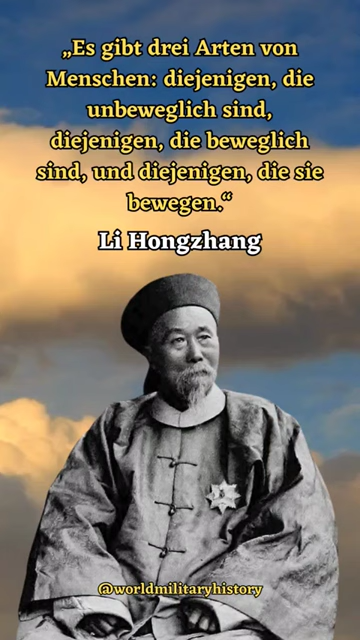 „Es gibt drei Arten von
Menschen: diejenigen, die
unbeweglich sind,
diejenigen, die beweglich
sind, und diejenigen, die sie
bewegen.“
Li Hongzhang
@worldmilitaryhistory